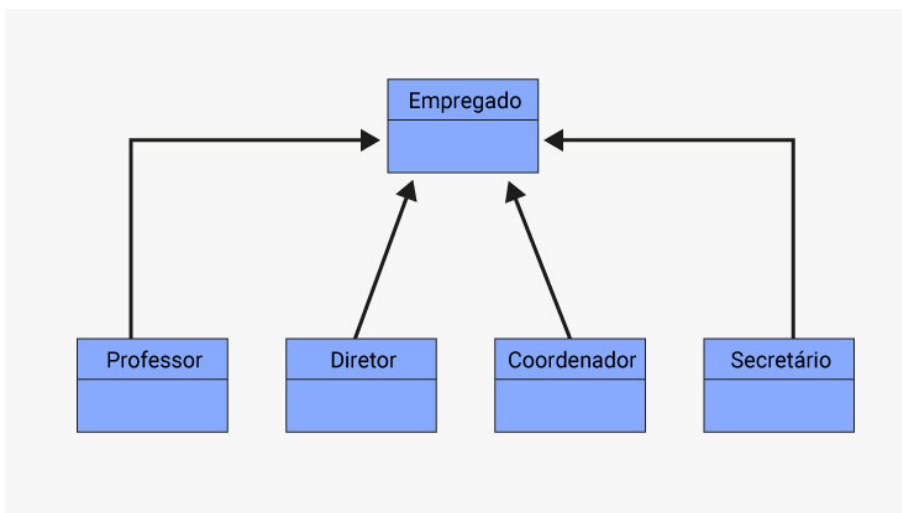 Empregado
Professor
Diretor
Coordenador
Secretário